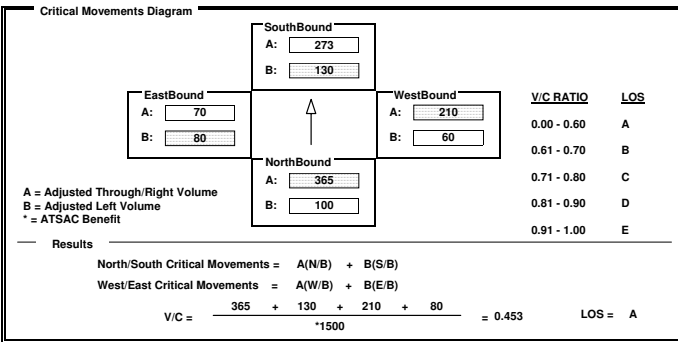 Critical Movements Diagram
SouthBound
A: 273
B: 130
EastBound
A: 70
B: 80
WestBound
A: 210
B: 60
V/C RATIO LOS
0.00 - 0.60 A
0.61 - 0.70 B
0.71 - 0.80 C
0.81 - 0.90 D
0.91 - 1.00 E
NorthBound
A: 365
B: 100
A = Adjusted Through/Right Volume
B = Adjusted Left Volume
* = ATSAC Benefit
Results
North/South Critical Movements = A(N/B) + B(S/B)
West/East Critical Movements = A(W/B) + B(E/B)
V/C = 365 + 130 + 210 + 80 = 0.453 LOS = A
*1500